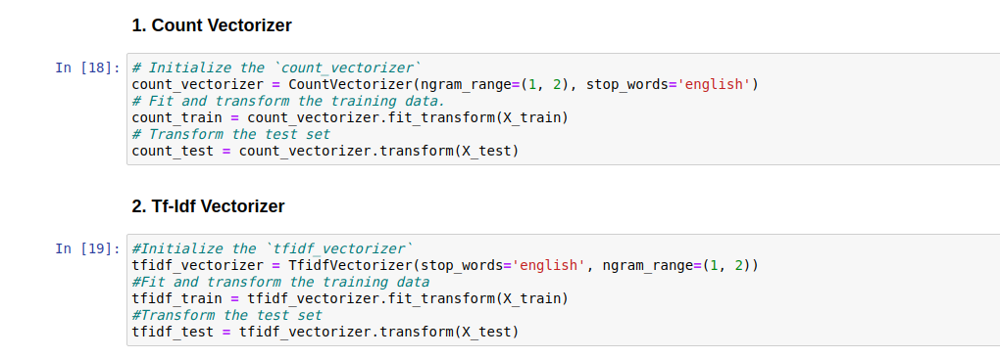 1. Count Vectorizer
In [18]: # Initialize the `count_vectorizer`
count_vectorizer = CountVectorizer(ngram_range=(1, 2), stop_words='english')
# Fit and transform the training data.
count_train = count_vectorizer.fit_transform(X_train)
# Transform the test set
count_test = count_vectorizer.transform(X_test)
2. Tf-Idf Vectorizer
In [19]: #Initialize the `tfidf_vectorizer`
tfidf_vectorizer = TfidfVectorizer(stop_words='english', ngram_range=(1, 2))
#Fit and transform the training data
tfidf_train = tfidf_vectorizer.fit_transform(X_train)
#Transform the test set
tfidf_test = tfidf_vectorizer.transform(X_test)